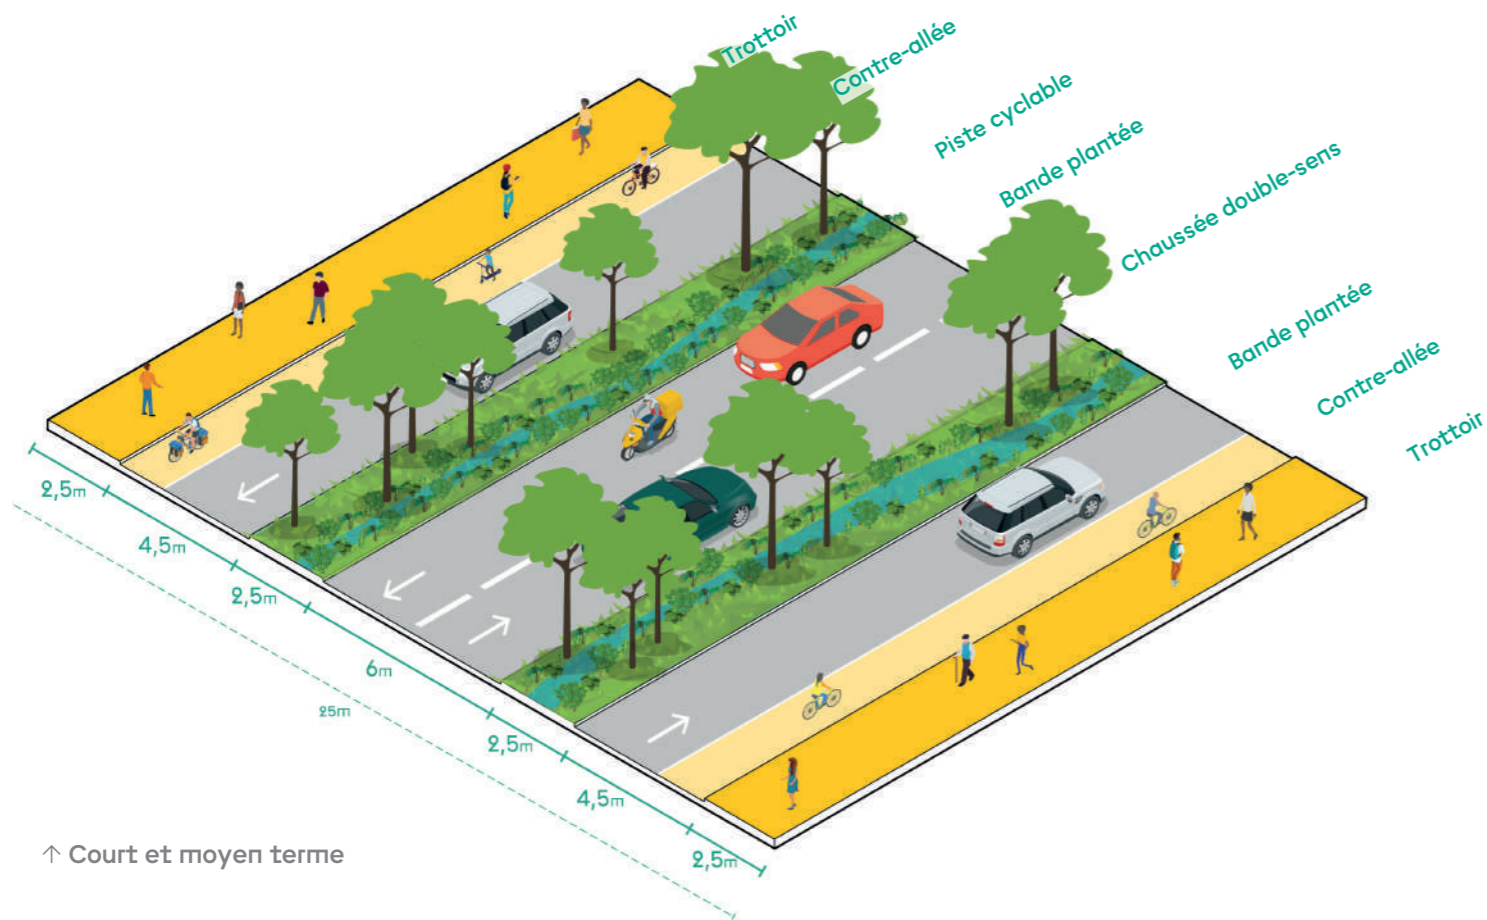 Trottoir
Contre-allée
Piste cyclable
Bande plantée
Chaussée double-sens
Bande plantée
Contre-allée
Trottoir
2,5m
4,5m
2,5m
6m
25m
2,5m
4,5m
2,5m
↑ Court et moyen terme